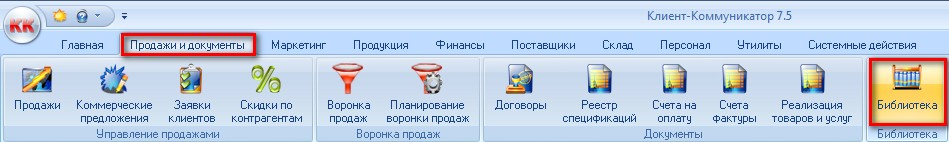 КК
Клиент-Коммуникатор 7.5
Главная Продажи и документы Маркетинг Продукция Финансы Поставщики Склад Персонал Утилиты Системные действия
Продажи
Коммерческие
предложения
Заявки
клиентов
Скидки по
контрагентам
Управление продажами
Воронка
продаж
Планирование
воронки продаж
Воронка продаж
Договоры
Реестр
спецификаций
Счета на
оплату
Счета
фактуры
Реализация
товаров и услуг
Документы
Библиотека
Библиотека